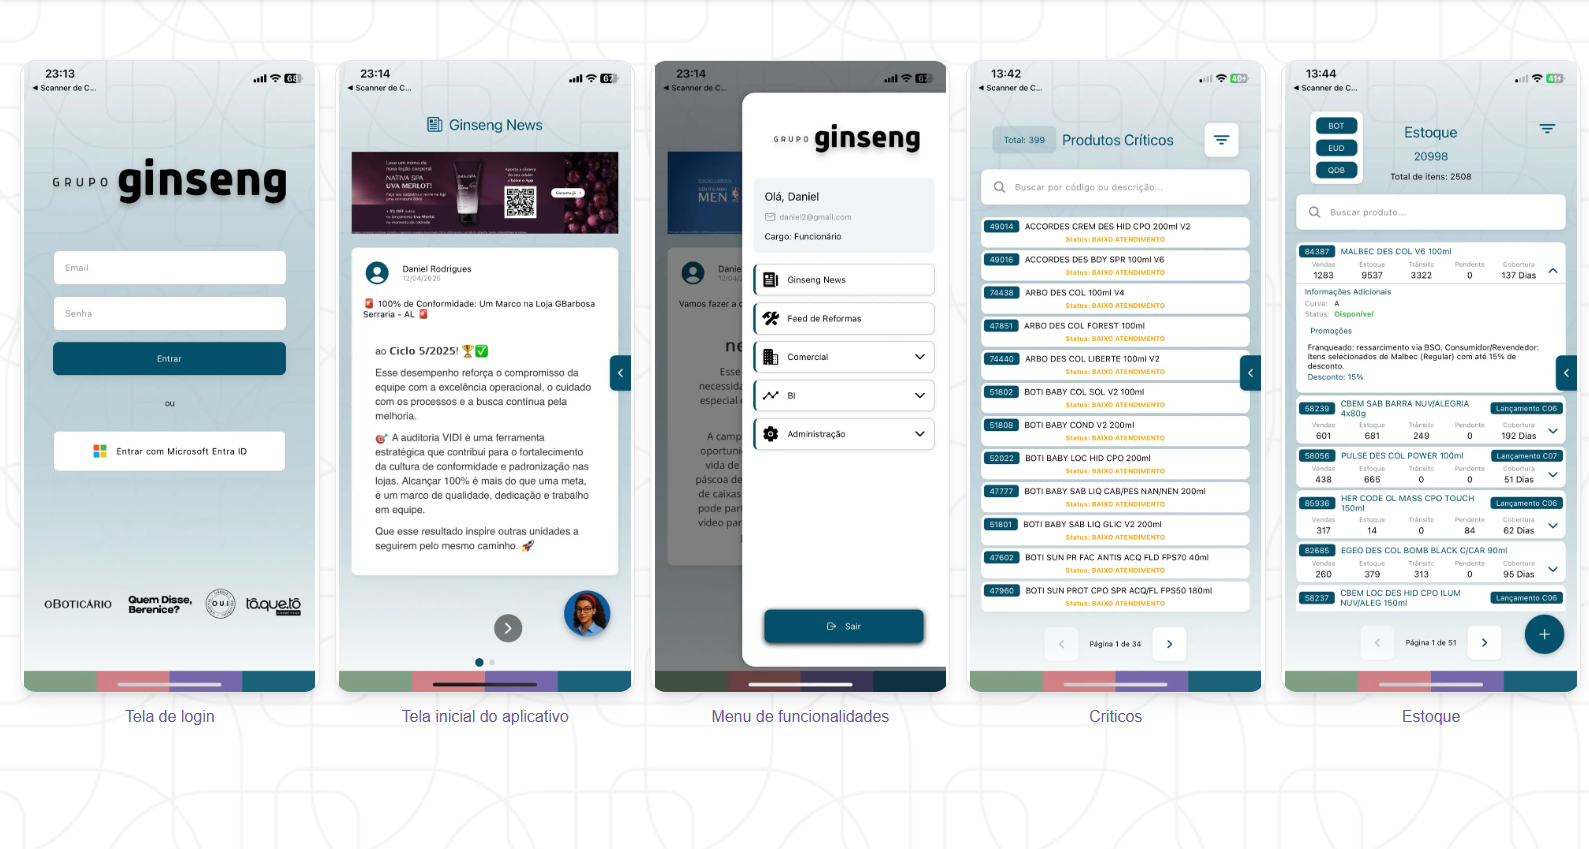 23:13
Scanner de C...
GRUPO ginseng
Email
Senha
Entrar
ou
Entrar com Microsoft Entra ID
oBOTICÁRIO
Quem Disse, Berenice?
O.U.I
tô.que.tô
Tela de login
23:14
Scanner de C...
Ginseng News
NATIVA SPA
UVA MERLOT!
Daniel Rodrigues
12/04/2025
🚨 100% de Conformidade: Um Marco na Loja GBarbosa
Serraria - AL 🚨
ao Ciclo 5/2025! 🏆✅
Esse desempenho reforça o compromisso da
equipe com a excelência operacional, o cuidado
com os processos e a busca contínua pela
melhoria.
🎯 A auditoria VIDI é uma ferramenta
estratégica que contribui para o fortalecimento
da cultura de conformidade e padronização nas
lojas. Alcançar 100% é mais do que uma meta,
é um marco de qualidade, dedicação e trabalho
em equipe.
Que esse resultado inspire outras unidades a
seguirem pelo mesmo caminho. 🚀
Tela inicial do aplicativo
23:14
Scanner de C...
MEN
Danie
12/04/2
Vamos fazer a c
ne
Esse
necessida
especial
A camp
oportuni
vida de
páscoa de
de caixas
pode part
vídeo par
GRUPO ginseng
Olá, Daniel
daniel2@gmail.com
Cargo: Funcionário
Ginseng News
Feed de Reformas
Comercial
BI
Administração
Sair
Menu de funcionalidades
13:42
Scanner de C...
Total: 399
Produtos Críticos
Buscar por código ou descrição...
49014 ACCORDES CREM DES HID CPO 200ml V2
Status: BAIXO ATENDIMENTO
49016 ACCORDES DES BDY SPR 100ml V6
Status: BAIXO ATENDIMENTO
74438 ARBO DES COL 100ml V4
Status: BAIXO ATENDIMENTO
47851 ARBO DES COL FOREST 100ml
Status: BAIXO ATENDIMENTO
74440 ARBO DES COL LIBERTE 100ml V2
Status: BAIXO ATENDIMENTO
51802 BOTI BABY COL SOL V2 100ml
Status: BAIXO ATENDIMENTO
51808 BOTI BABY COND V2 200ml
Status: BAIXO ATENDIMENTO
52022 BOTI BABY LOC HID CPO 200ml
Status: BAIXO ATENDIMENTO
47777 BOTI BABY SAB LIQ CAB/PES NAN/NEN 200ml
Status: BAIXO ATENDIMENTO
51801 BOTI BABY SAB LIQ GLIC V2 200ml
Status: BAIXO ATENDIMENTO
47602 BOTI SUN PR FAC ANTIS ACQ FLD FPS70 40ml
Status: BAIXO ATENDIMENTO
47960 BOTI SUN PROT CPO SPR ACQ/FL FPS50 180ml
Status: BAIXO ATENDIMENTO
Página 1 de 34
Criticos
13:44
Scanner de C...
BOT
EUD
QDB
Estoque
20998
Total de itens: 2508
Buscar produto...
84387 MALBEC DES COL V6 100ml
Vendas Estoque Trânsito Pendente Cobertura
1283 9537 3322 0 137 Dias
Informações Adicionais
Curva: A
Status: Disponível
Promoções
Franqueado: ressarcimento via BSO. Consumidor/Revendedor:
Itens selecionados de Malbec (Regular) com até 15% de
desconto.
Desconto: 15%
58239 CBEM SAB BARRA NUV/ALEGRIA 4x80g Lançamento C06
Vendas Estoque Trânsito Pendente Cobertura
601 681 249 0 192 Dias
58056 PULSE DES COL POWER 100ml Lançamento C07
Vendas Estoque Trânsito Pendente Cobertura
438 665 0 0 51 Dias
85936 HER CODE OL MASS CPO TOUCH 150ml Lançamento C06
Vendas Estoque Trânsito Pendente Cobertura
317 14 0 84 62 Dias
82685 EGEO DES COL BOMB BLACK C/CAR 90ml
Vendas Estoque Trânsito Pendente Cobertura
260 379 313 0 95 Dias
58237 CBEM LOC DES HID CPO ILUM NUV/ALEG 150ml Lançamento C06
Página 1 de 51
Estoque